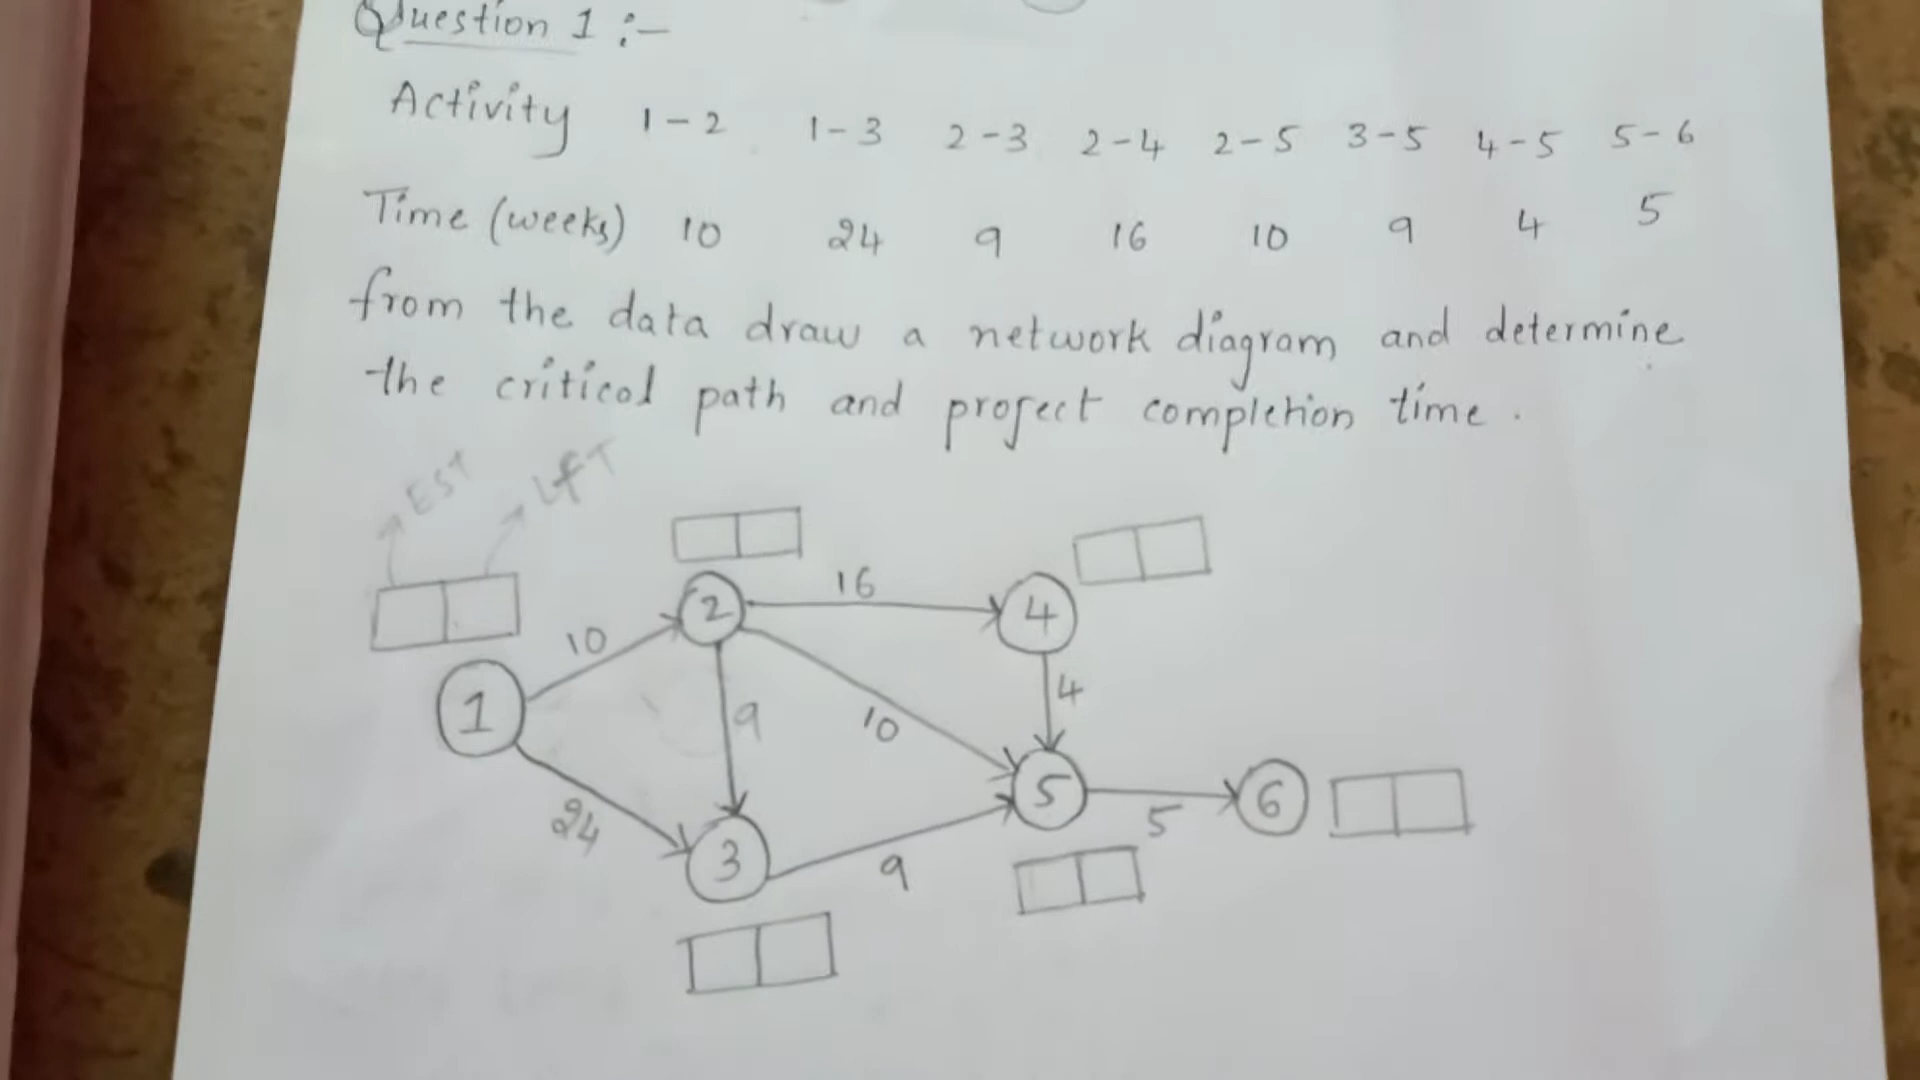 Question 1 :-
Activity 1-2 1-3 2-3 2-4 2-5 3-5 4-5 5-6
Time (weeks) 10 24 9 16 10 9 4 5
from the data draw a network diagram and determine
the critical path and project completion time.
EST LFT
16
2 4
10
1 9 10 4
24
3 5 5 6
9